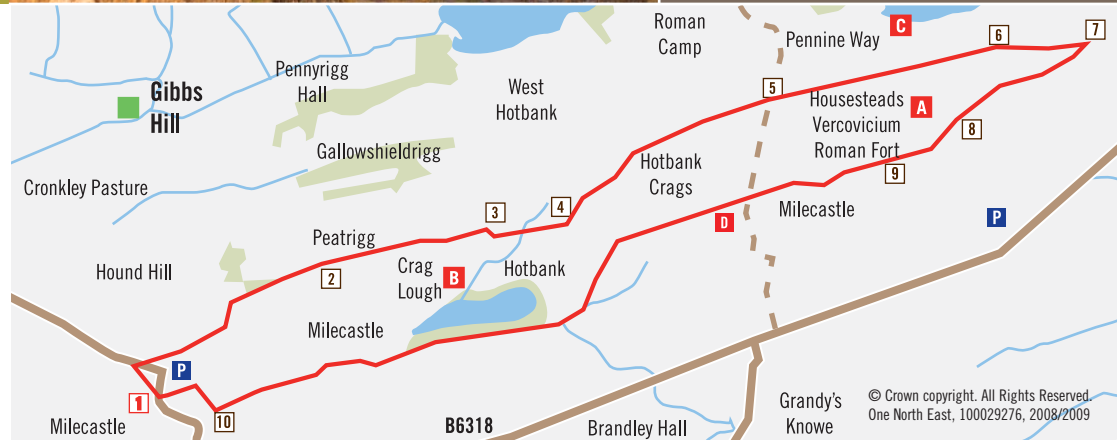 Roman
Camp
Pennine Way
C
6
7
Pennyrigg
Hall
Gibbs
Hill
West
Hotbank
5
Housesteads
Vercovicium
Roman Fort
A
8
Gallowshieldrigg
Hotbank
Crags
9
Cronkley Pasture
3
4
Milecastle
D
P
Peatrigg
2
Hound Hill
Crag
Lough
B
Hotbank
Milecastle
P
1
10
Milecastle
B6318
Brandley Hall
Grandy's
Knowe
© Crown copyright. All Rights Reserved.
One North East, 100029276, 2008/2009